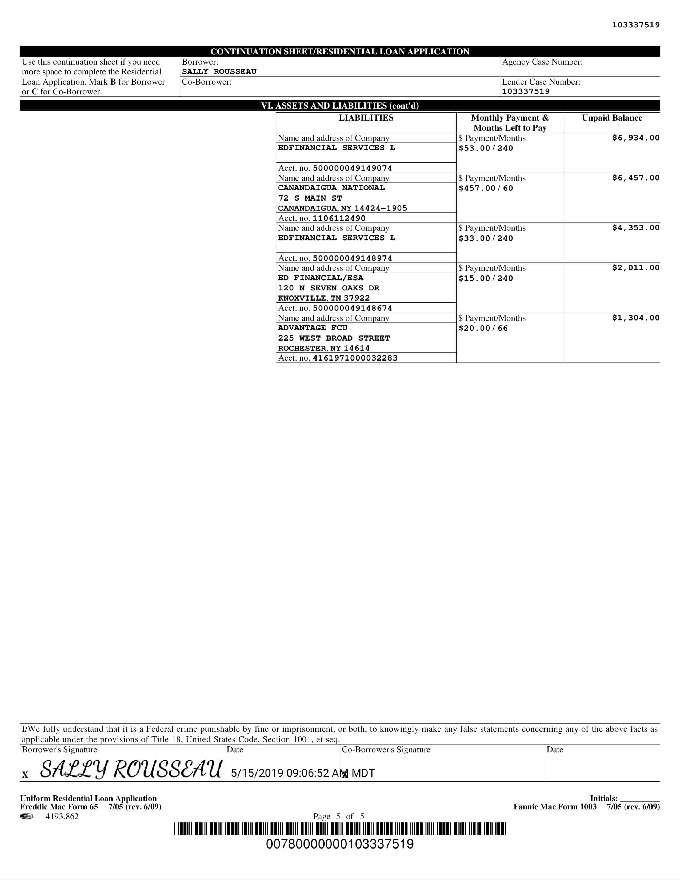 103337519
CONTINUATION SHEET/RESIDENTIAL LOAN APPLICATION
Use this continuation sheet if you need more space to complete the Residential Loan Application. Mark B for Borrower or C for Co-Borrower.
Borrower:
SALLY ROUSSEAU
Agency Case Number:
Co-Borrower:
Lender Case Number:
103337519
VI. ASSETS AND LIABILITIES (cont'd)
LIABILITIES
Monthly Payment & Months Left to Pay
Unpaid Balance
Name and address of Company
$ Payment/Months
$6,934.00
EDFINANCIAL SERVICES L
$53.00/240
Acct. no. 500000049149074
Name and address of Company
$ Payment/Months
$6,457.00
CANANDAIGUA NATIONAL
$457.00/60
72 S MAIN ST
CANANDAIGUA, NY 14424-1905
Acct. no. 1106112490
Name and address of Company
$ Payment/Months
$4,353.00
EDFINANCIAL SERVICES L
$33.00/240
Acct. no. 500000049148974
Name and address of Company
$ Payment/Months
$2,011.00
ED FINANCIAL/ESA
$15.00/240
120 N SEVEN OAKS DR
KNOXVILLE, TN 37922
Acct. no. 500000049148674
Name and address of Company
$ Payment/Months
$1,304.00
ADVANTAGE FCU
$20.00/66
225 WEST BROAD STREET
ROCHESTER, NY 14614
Acct. no. 4161971000032283
I/We fully understand that it is a Federal crime punishable by fine or imprisonment, or both, to knowingly make any false statements concerning any of the above facts as
applicable under the provisions of Title 18, United States Code, Section 1001, et seq.
Borrower's Signature
Date
Co-Borrower's Signature
Date
X SALLY ROUSSEAU 5/15/2019 09:06:52 AM MDT
Uniform Residential Loan Application
Initials:
Freddie Mac Form 65 7/05 (rev. 6/09)
Fannie Mae Form 1003 7/05 (rev. 6/09)
4193.862
Page 5 of 5
00780000000103337519